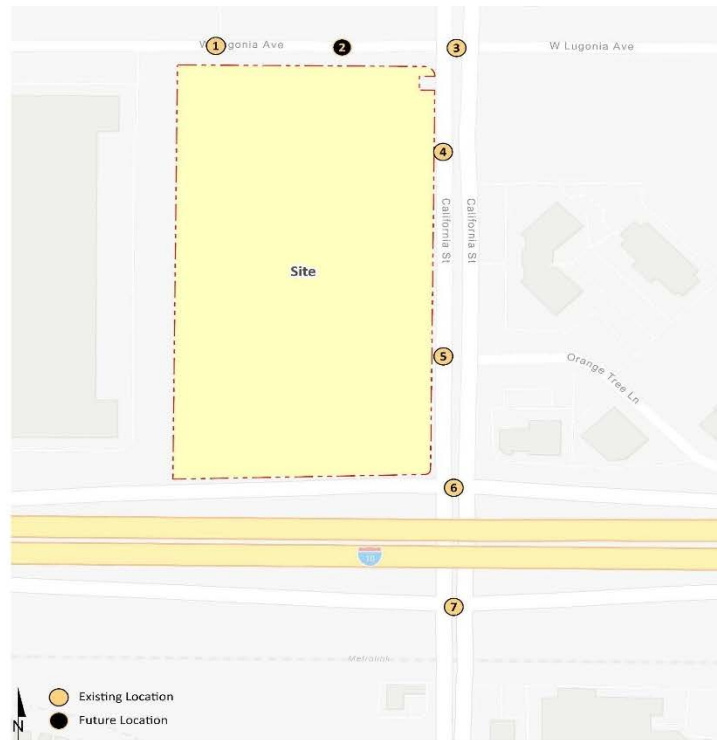 1
2
3
W Lugonia Ave
W Lugonia Ave
4
California St
California St
Site
5
Orange Tree Ln
6
10
7
Metrolink
Existing Location
Future Location
N